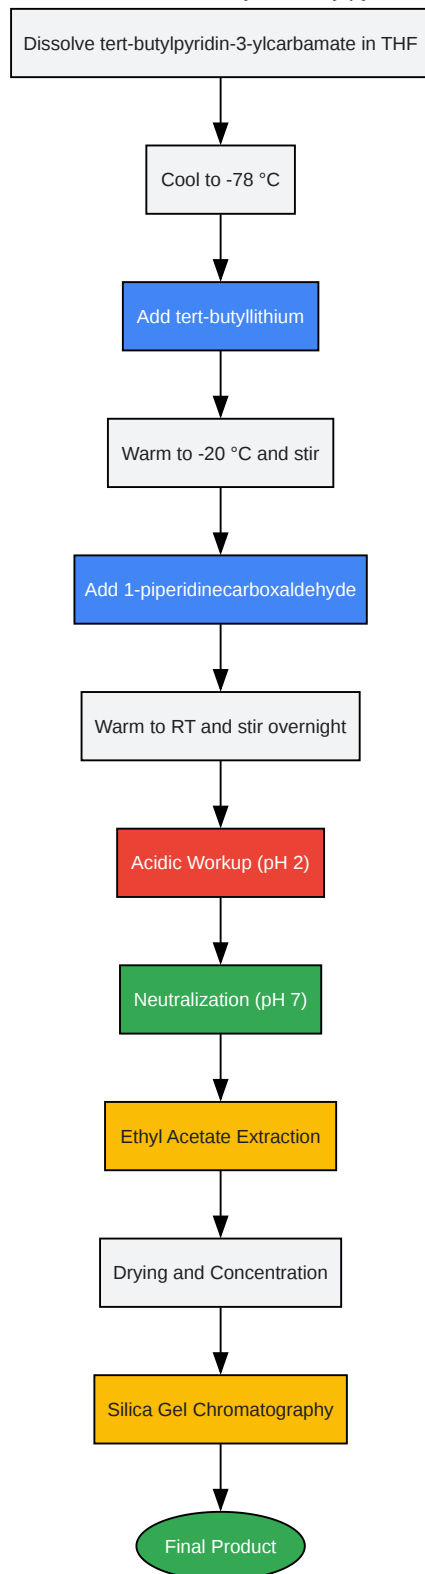 Dissolve tert-butylpyridin-3-ylcarbamate in THF
Cool to -78 °C
Add tert-butyllithium
Warm to -20 °C and stir
Add 1-piperidinecarboxaldehyde
Warm to RT and stir overnight
Acidic Workup (pH 2)
Neutralization (pH 7)
Ethyl Acetate Extraction
Drying and Concentration
Silica Gel Chromatography
Final Product